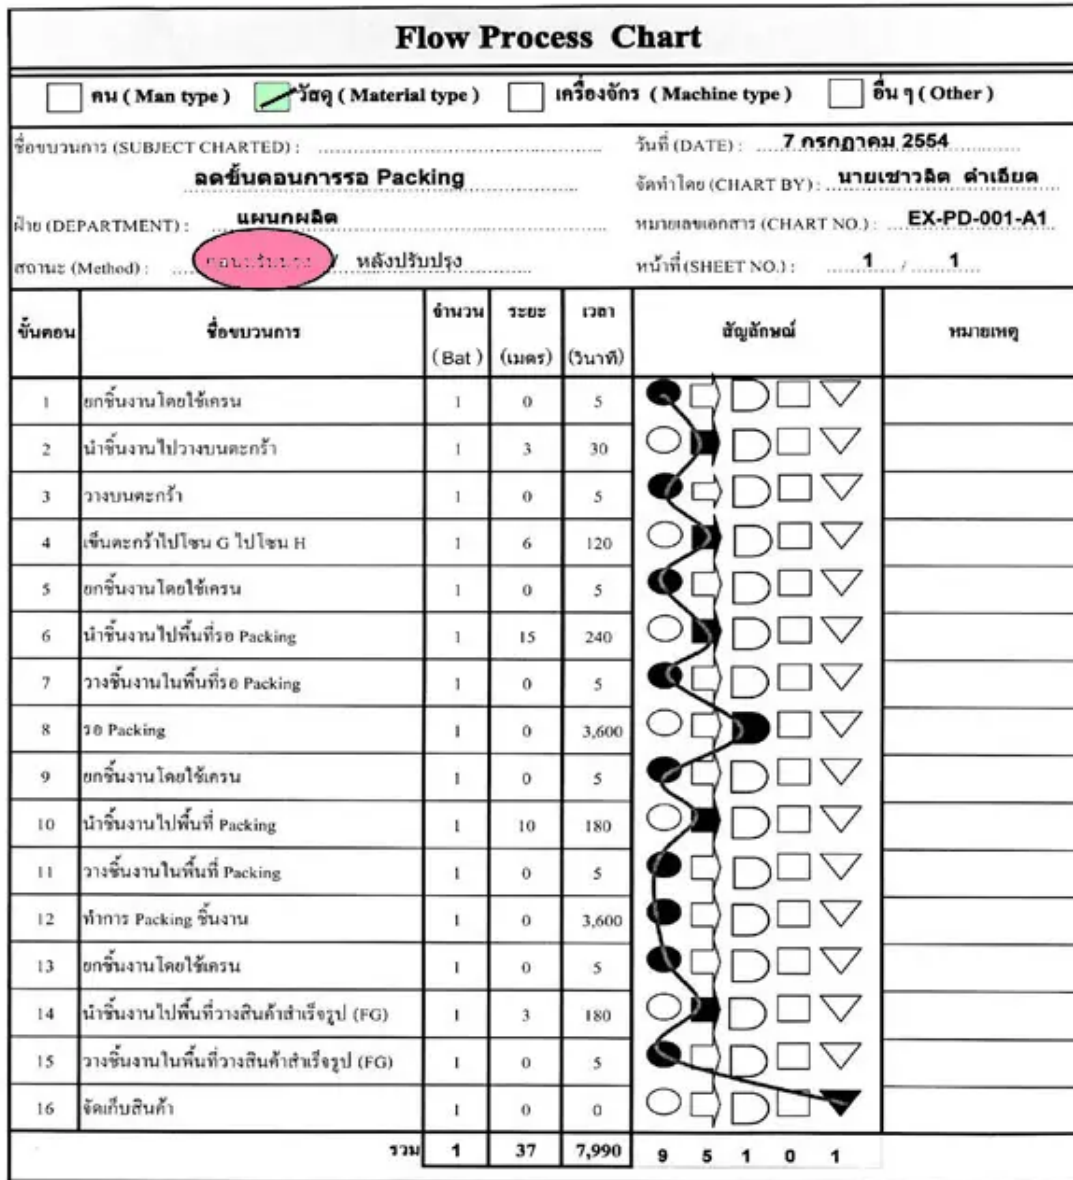 Flow Process Chart
คน ( Man type ) วัสดุ ( Material type ) เครื่องจักร ( Machine type ) อื่น ๆ ( Other )
ชื่อขบวนการ (SUBJECT CHARTED) : วันที่ (DATE) : 7 กรกฎาคม 2554
ลดขั้นตอนการรอ Packing จัดทำโดย (CHART BY) : นายเชาวลิต คำเอียด
ฝ่าย (DEPARTMENT) : แผนกผลิต หมายเลขเอกสาร (CHART NO.) : EX-PD-001-A1
สถานะ (Method) : / หลังปรับปรุง หน้าที่ (SHEET NO.) : 1 / 1
ขั้นตอน ชื่อขบวนการ จำนวน (Bat) ระยะ (เมตร) เวลา (วินาที) สัญลักษณ์ หมายเหตุ
1 ยกชิ้นงานโดยใช้เครน 1 0 5
2 นำชิ้นงานไปวางบนตะกร้า 1 3 30
3 วางบนตะกร้า 1 0 5
4 เข็นตะกร้าไปโซน G ไปโซน H 1 6 120
5 ยกชิ้นงานโดยใช้เครน 1 0 5
6 นำชิ้นงานไปพื้นที่รอ Packing 1 15 240
7 วางชิ้นงานในพื้นที่รอ Packing 1 0 5
8 รอ Packing 1 0 3,600
9 ยกชิ้นงานโดยใช้เครน 1 0 5
10 นำชิ้นงานไปพื้นที่ Packing 1 10 180
11 วางชิ้นงานในพื้นที่ Packing 1 0 5
12 ทำการ Packing ชิ้นงาน 1 0 3,600
13 ยกชิ้นงานโดยใช้เครน 1 0 5
14 นำชิ้นงานไปพื้นที่วางสินค้าสำเร็จรูป (FG) 1 3 180
15 วางชิ้นงานในพื้นที่วางสินค้าสำเร็จรูป (FG) 1 0 5
16 จัดเก็บสินค้า 1 0 0
รวม 1 37 7,990 9 5 1 0 1